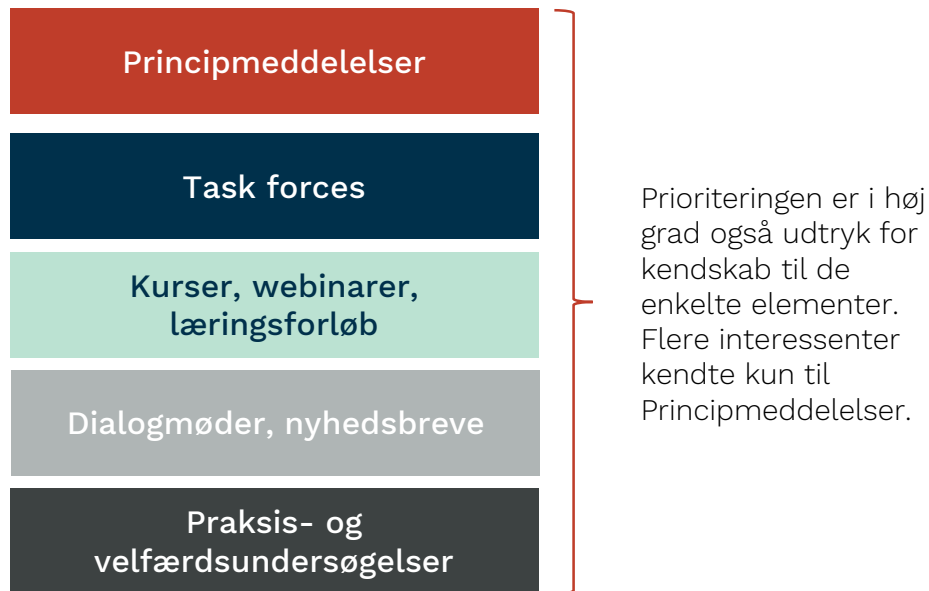 Principmeddelelser
Task forces
Kurser, webinarer,
læringsforløb
Dialogmøder, nyhedsbreve
Praksis- og
velfærdsundersøgelser
Prioriteringen er i høj
grad også udtryk for
kendskab til de
enkelte elementer.
Flere interessenter
kendte kun til
Principmeddelelser.